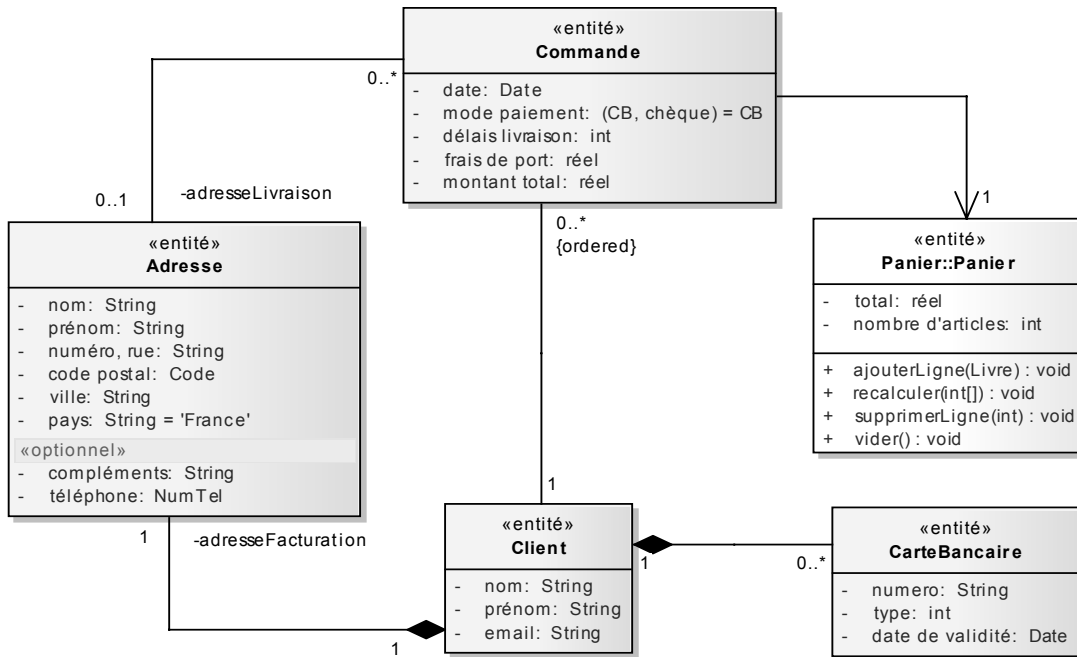 «entité»
Commande
- date: Date
- mode paiement: (CB, chèque) = CB
- délais livraison: int
- frais de port: réel
- montant total: réel
0..*
0..1
-adresseLivraison
0..*
{ordered}
1
«entité»
Adresse
- nom: String
- prénom: String
- numéro, rue: String
- code postal: Code
- ville: String
- pays: String = 'France'
«optionnel»
- compléments: String
- téléphone: NumTel
«entité»
Panier::Panier
- total: réel
- nombre d'articles: int
+ ajouterLigne(Livre) : void
+ recalculer(int[]) : void
+ supprimerLigne(int) : void
+ vider() : void
1
-adresseFacturation
1
1
«entité»
Client
- nom: String
- prénom: String
- email: String
1
0..*
«entité»
CarteBancaire
- numero: String
- type: int
- date de validité: Date